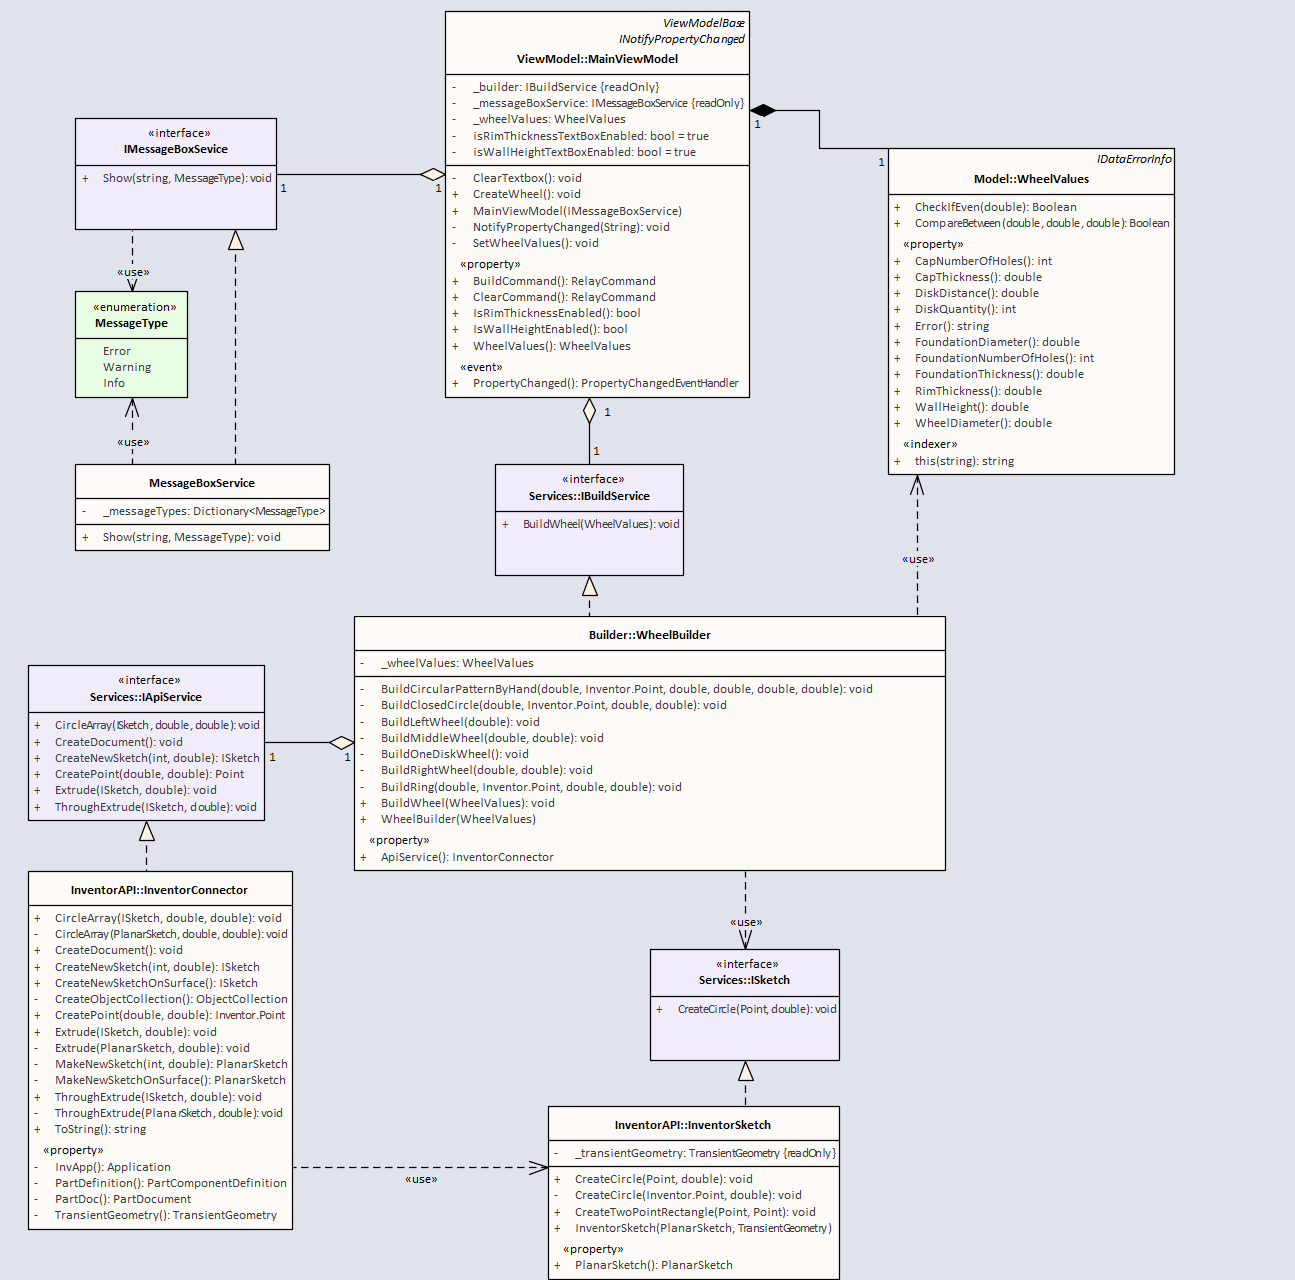 ViewModelBase
INotifyPropertyChanged
ViewModel::MainViewModel
- _builder: IBuildService {readOnly}
- _messageBoxService: IMessageBoxService {readOnly}
- _wheelValues: WheelValues
- isRimThicknessTextBoxEnabled: bool = true
- isWallHeightTextBoxEnabled: bool = true
- ClearTextbox(): void
+ CreateWheel(): void
+ MainViewModel(IMessageBoxService)
- NotifyPropertyChanged(String): void
- SetWheelValues(): void
«property»
+ BuildCommand(): RelayCommand
+ ClearCommand(): RelayCommand
+ IsRimThicknessEnabled(): bool
+ IsWallHeightEnabled(): bool
+ WheelValues(): WheelValues
«event»
+ PropertyChanged(): PropertyChangedEventHandler
1
1
IDataErrorInfo
Model::WheelValues
+ CheckIfEven(double): Boolean
+ CompareBetween(double, double, double): Boolean
«property»
+ CapNumberOfHoles(): int
+ CapThickness(): double
+ DiskDistance(): double
+ DiskQuantity(): int
+ Error(): string
+ FoundationDiameter(): double
+ FoundationNumberOfHoles(): int
+ FoundationThickness(): double
+ RimThickness(): double
+ WallHeight(): double
+ WheelDiameter(): double
«indexer»
+ this(string): string
«interface»
IMessageBoxSevice
+ Show(string, MessageType): void
1
1
«use»
«enumeration»
MessageType
Error
Warning
Info
«use»
MessageBoxService
- _messageTypes: Dictionary<MessageType>
+ Show(string, MessageType): void
1
1
«interface»
Services::IBuildService
+ BuildWheel(WheelValues): void
«use»
Builder::WheelBuilder
- _wheelValues: WheelValues
- BuildCircularPatternByHand(double, Inventor.Point, double, double, double, double): void
- BuildClosedCircle(double, Inventor.Point, double, double): void
- BuildLeftWheel(double): void
- BuildMiddleWheel(double, double): void
- BuildOneDiskWheel(): void
- BuildRightWheel(double, double): void
- BuildRing(double, Inventor.Point, double, double): void
+ BuildWheel(WheelValues): void
+ WheelBuilder(WheelValues)
«property»
+ ApiService(): InventorConnector
«interface»
Services::IApiService
+ CircleArray(ISketch, double, double): void
+ CreateDocument(): void
+ CreateNewSketch(int, double): ISketch
+ CreatePoint(double, double): Point
+ Extrude(ISketch, double): void
+ ThroughExtrude(ISketch, double): void
1
1
InventorAPI::InventorConnector
+ CircleArray(ISketch, double, double): void
- CircleArray(PlanarSketch, double, double): void
+ CreateDocument(): void
+ CreateNewSketch(int, double): ISketch
+ CreateNewSketchOnSurface(): ISketch
- CreateObjectCollection(): ObjectCollection
+ CreatePoint(double, double): Inventor.Point
+ Extrude(ISketch, double): void
- Extrude(PlanarSketch, double): void
- MakeNewSketch(int, double): PlanarSketch
- MakeNewSketchOnSurface(): PlanarSketch
+ ThroughExtrude(ISketch, double): void
- ThroughExtrude(PlanarSketch, double): void
+ ToString(): string
«property»
- InvApp(): Application
- PartDefinition(): PartComponentDefinition
- PartDoc(): PartDocument
- TransientGeometry(): TransientGeometry
«use»
«use»
«interface»
Services::ISketch
+ CreateCircle(Point, double): void
InventorAPI::InventorSketch
- _transientGeometry: TransientGeometry {readOnly}
+ CreateCircle(Point, double): void
- CreateCircle(Inventor.Point, double): void
+ CreateTwoPointRectangle(Point, Point): void
+ InventorSketch(PlanarSketch, TransientGeometry)
«property»
+ PlanarSketch(): PlanarSketch